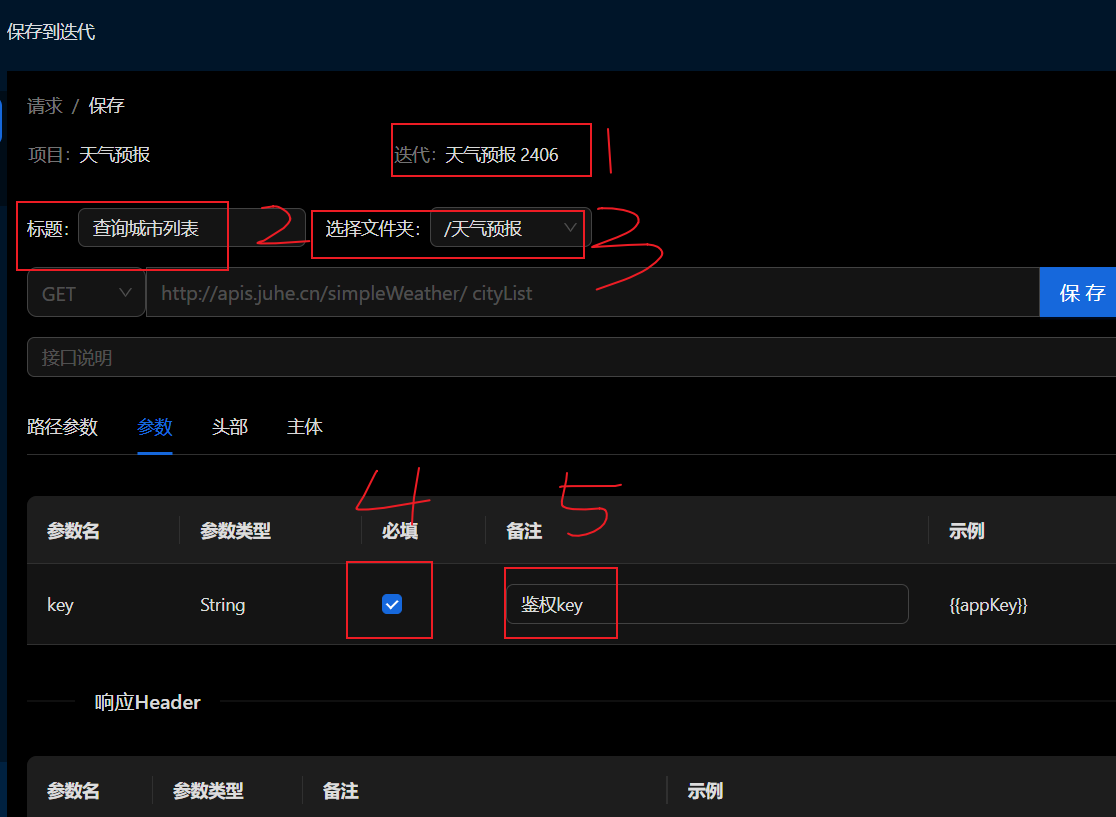 保存到迭代
请求 / 保存
项目: 天气预报 迭代: 天气预报 2406 1
标题: 查询城市列表 2 选择文件夹: /天气预报 3
GET http://apis.juhe.cn/simpleWeather/ cityList 保 存
接口说明
路径参数 参数 头部 主体
4 5
参数名 参数类型 必填 备注 示例
key String 鉴权key {{appKey}}
响应Header
参数名 参数类型 备注 示例